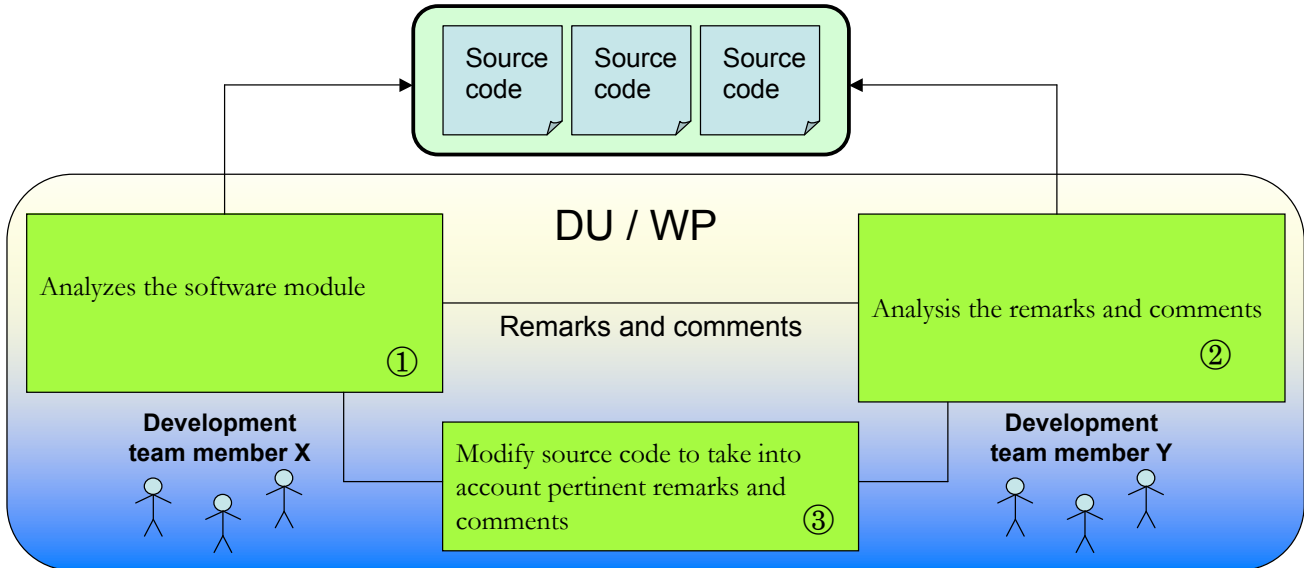 Source
code
Source
code
Source
code
DU / WP
Analyzes the software module
①
Remarks and comments
Analysis the remarks and comments
②
Development
team member X
Modify source code to take into
account pertinent remarks and
comments
③
Development
team member Y